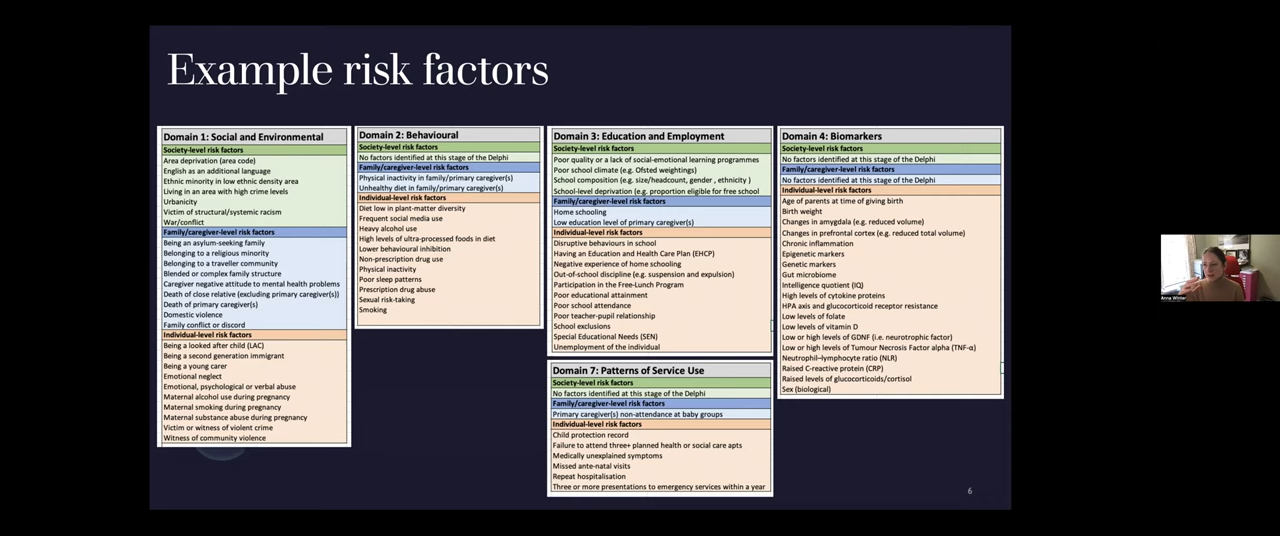 Example risk factors
Domain 1: Social and Environmental
Society-level risk factors
Area deprivation (area code)
English as an additional language
Ethnic minority in low ethnic density area
Living in an area with high crime levels
Urbanicity
Victim of structural/systemic racism
War/conflict
Family/caregiver-level risk factors
Being an asylum-seeking family
Belonging to a religious minority
Belonging to a traveller community
Blended or complex family structure
Caregiver negative attitude to mental health problems
Death of close relative (excluding primary caregiver(s))
Death of primary caregiver(s)
Domestic violence
Family conflict or discord
Individual-level risk factors
Being a looked after child (LAC)
Being a second generation immigrant
Being a young carer
Emotional neglect
Emotional, psychological or verbal abuse
Maternal alcohol use during pregnancy
Maternal smoking during pregnancy
Maternal substance abuse during pregnancy
Victim or witness of violent crime
Witness of community violence
Domain 2: Behavioural
Society-level risk factors
No factors identified at this stage of the Delphi
Family/caregiver-level risk factors
Physical inactivity in family/primary caregiver(s)
Unhealthy diet in family/primary caregiver(s)
Individual-level risk factors
Diet low in plant-matter diversity
Frequent social media use
Heavy alcohol use
High levels of ultra-processed foods in diet
Lower behavioural inhibition
Non-prescription drug use
Physical inactivity
Poor sleep patterns
Prescription drug abuse
Sexual risk-taking
Smoking
Domain 3: Education and Employment
Society-level risk factors
Poor quality or a lack of social-emotional learning programmes
Poor school climate (e.g. Ofsted weightings)
School composition (e.g. size/headcount, gender , ethnicity )
School-level deprivation (e.g. proportion eligible for free school
Family/caregiver-level risk factors
Home schooling
Low education level of primary caregiver(s)
Individual-level risk factors
Disruptive behaviours in school
Having an Education and Health Care Plan (EHCP)
Negative experience of home schooling
Out-of-school discipline (e.g. suspension and expulsion)
Participation in the Free-Lunch Program
Poor educational attainment
Poor school attendance
Poor teacher-pupil relationship
School exclusions
Special Educational Needs (SEN)
Unemployment of the individual
Domain 7: Patterns of Service Use
Society-level risk factors
No factors identified at this stage of the Delphi
Family/caregiver-level risk factors
Primary caregiver(s) non-attendance at baby groups
Individual-level risk factors
Child protection record
Failure to attend three+ planned health or social care apts
Medically unexplained symptoms
Missed ante-natal visits
Repeat hospitalisation
Three or more presentations to emergency services within a year
Domain 4: Biomarkers
Society-level risk factors
No factors identified at this stage of the Delphi
Family/caregiver-level risk factors
No factors identified at this stage of the Delphi
Individual-level risk factors
Age of parents at time of giving birth
Birth weight
Changes in amygdala (e.g. reduced volume)
Changes in prefrontal cortex (e.g. reduced total volume)
Chronic inflammation
Epigenetic markers
Genetic markers
Gut microbiome
Intelligence quotient (IQ)
High levels of cytokine proteins
HPA axis and glucocorticoid receptor resistance
Low levels of folate
Low levels of vitamin D
Low or high levels of GDNF (i.e. neurotrophic factor)
Low or high levels of Tumour Necrosis Factor alpha (TNF-α)
Neutrophil–lymphocyte ratio (NLR)
Raised C-reactive protein (CRP)
Raised levels of glucocorticoids/cortisol
Sex (biological)
6
Anna Winter